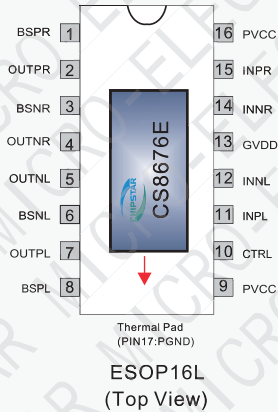 BSPR 1 16 PVCC
OUTPR 2 15 INPR
BSNR 3 14 INNR
OUTNR 4 13 GVDD
OUTNL 5 12 INNL
BSNL 6 11 INPL
OUTPL 7 10 CTRL
BSPL 8 9 PVCC
CHIPSTAR
CS8676E
Thermal Pad
(PIN17:PGND)
ESOP16L
(Top View)